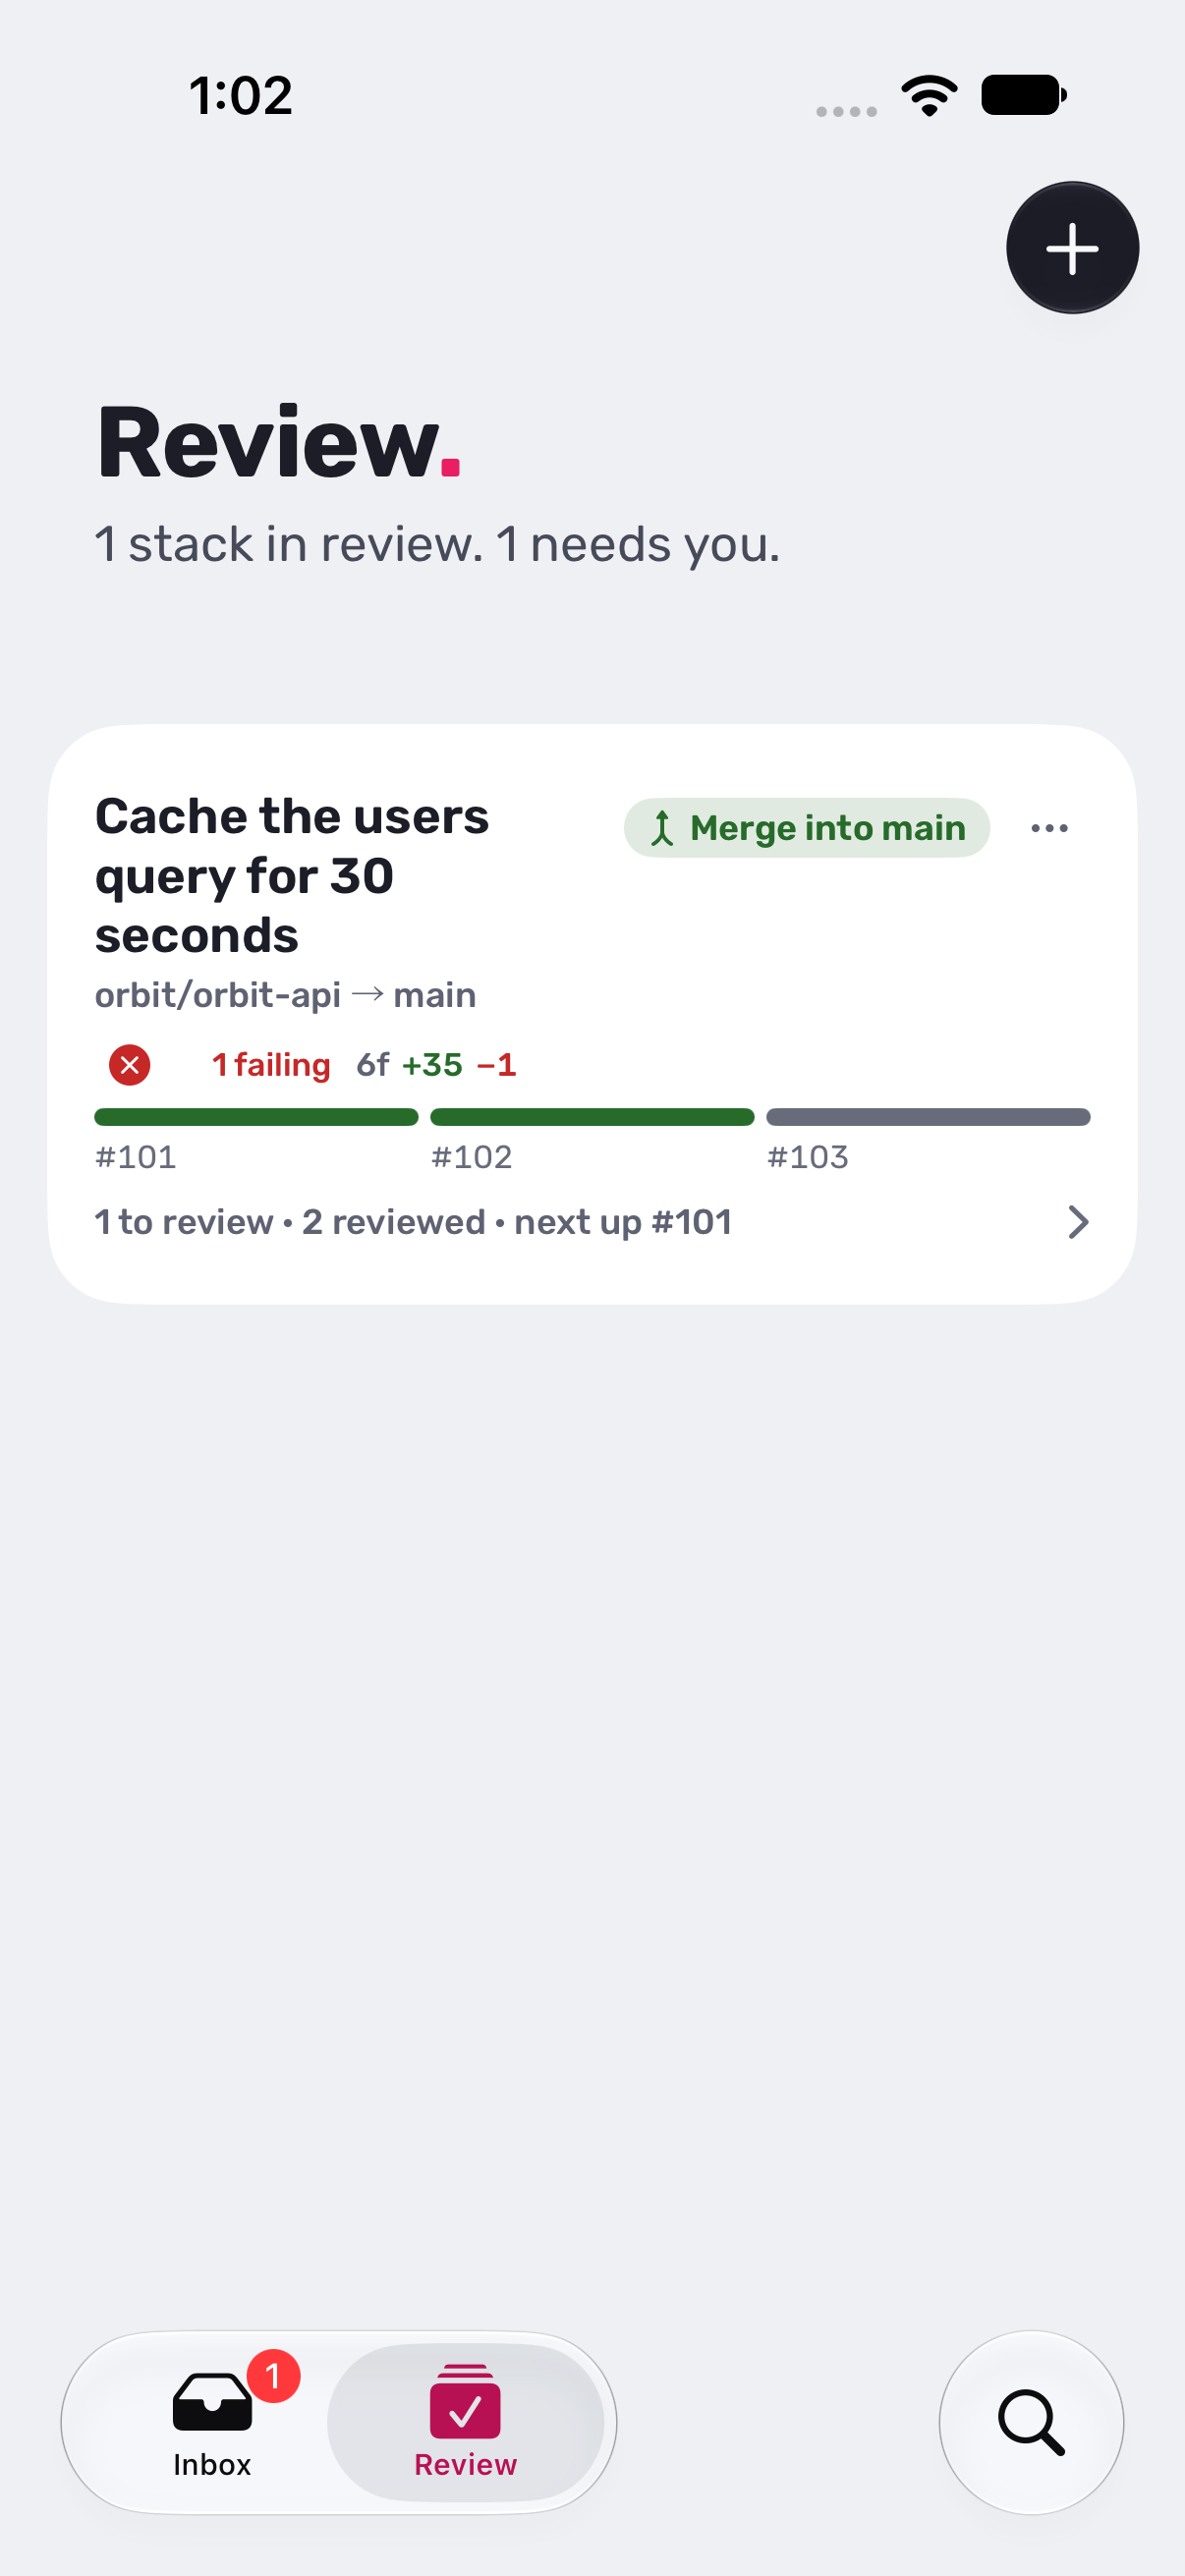 1:02
Review.
1 stack in review. 1 needs you.
Cache the users
query for 30
seconds
Merge into main
orbit/orbit-api → main
1 failing 6f +35 −1
#101 #102 #103
1 to review • 2 reviewed • next up #101
1
Inbox
Review